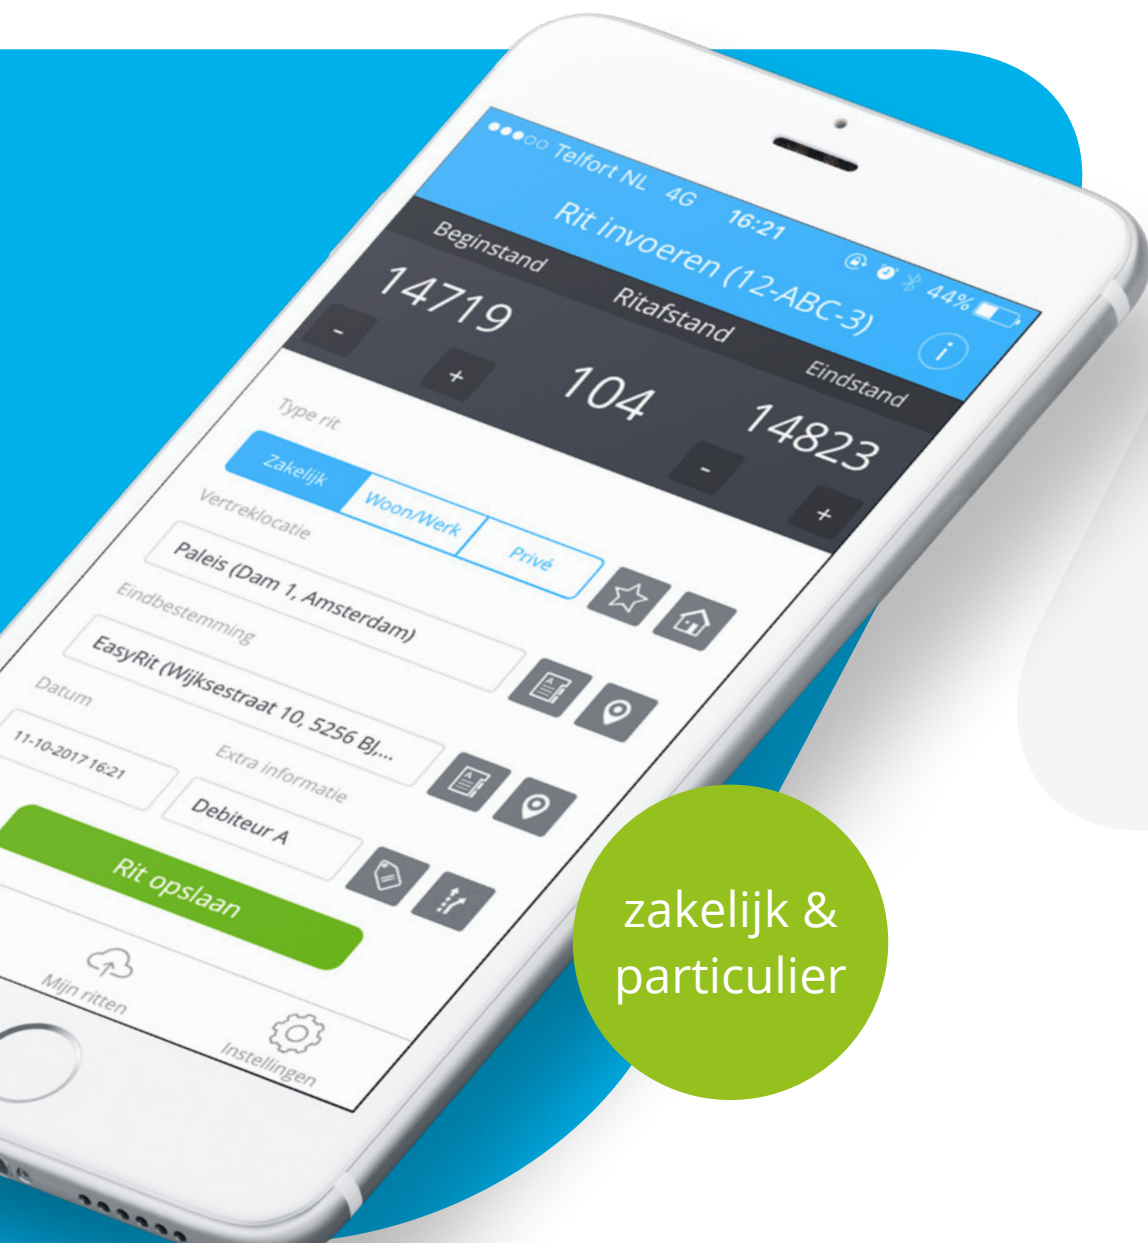 Telfort NL 4G 16:21 44%
Rit invoeren (12-ABC-3) i
Beginstand Ritafstand Eindstand
14719 104 14823
- + - +
Type rit
Zakelijk Woon/Werk Privé
Vertreklocatie
Paleis (Dam 1, Amsterdam)
Eindbestemming
EasyRit (Wijksestraat 10, 5256 BJ,...
Datum Extra informatie
11-10-2017 16:21 Debiteur A
Rit opslaan
Mijn ritten Instellingen
zakelijk &
particulier